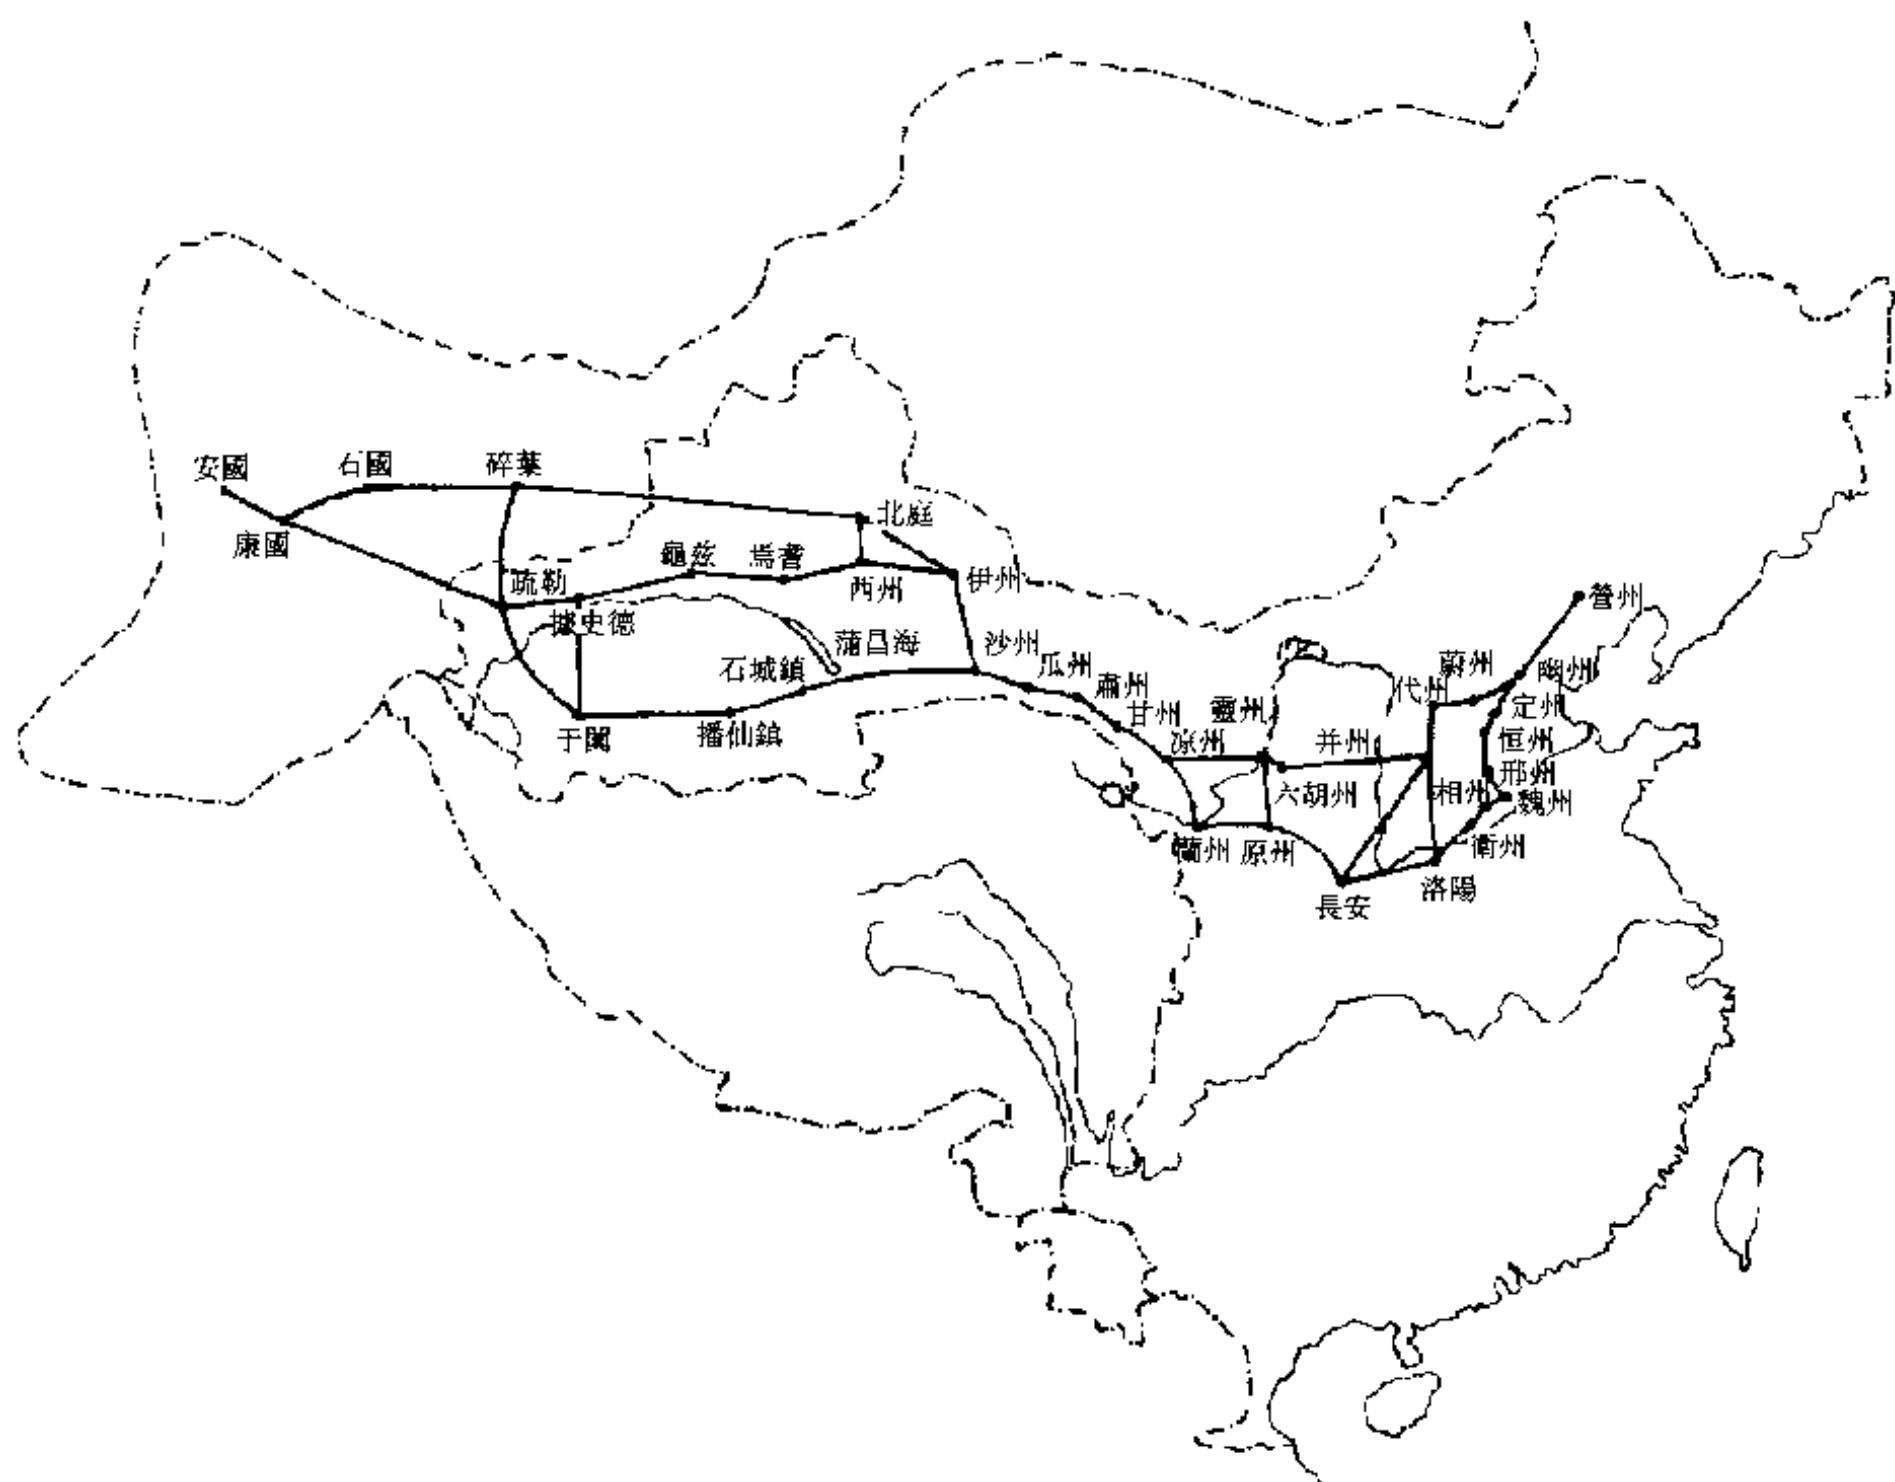 安國
石國
碎葉
康國
北庭
龜茲
焉耆
西州
伊州
疏勒
據史德
蒲昌海
石城鎮
沙州
瓜州
肅州
甘州
涼州
于闐
播仙鎮
靈州
并州
六胡州
蘭州
原州
長安
洛陽
營州
蔚州
幽州
代州
定州
恒州
邢州
相州
魏州
衛州